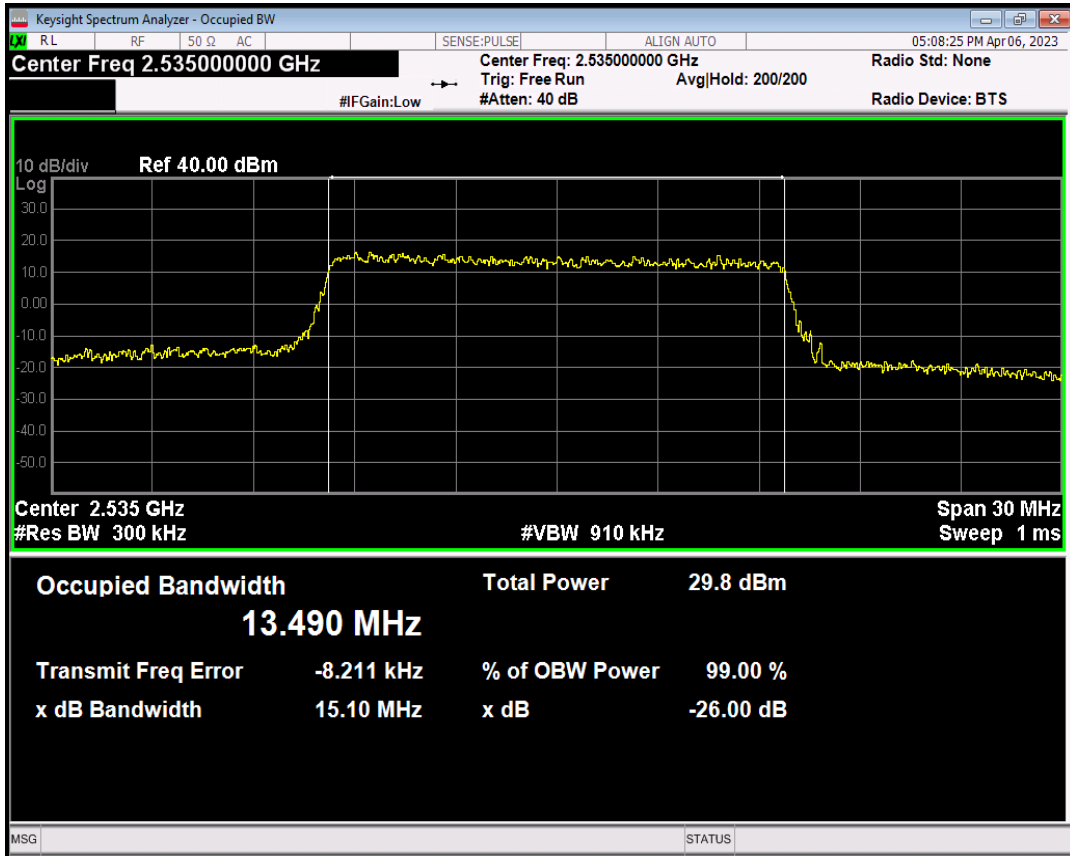 Keysight Spectrum Analyzer - Occupied BW
LXI RL RF 50 Ω AC SENSE:PULSE ALIGN AUTO 05:08:25 PM Apr 06, 2023
Center Freq 2.535000000 GHz Center Freq: 2.535000000 GHz Radio Std: None
Trig: Free Run Avg|Hold: 200/200
#IFGain:Low #Atten: 40 dB Radio Device: BTS
10 dB/div Ref 40.00 dBm
Log
30.0
20.0
10.0
0.00
-10.0
-20.0
-30.0
-40.0
-50.0
Center 2.535 GHz Span 30 MHz
#Res BW 300 kHz #VBW 910 kHz Sweep 1 ms
Occupied Bandwidth Total Power 29.8 dBm
13.490 MHz
Transmit Freq Error -8.211 kHz % of OBW Power 99.00 %
x dB Bandwidth 15.10 MHz x dB -26.00 dB
MSG STATUS